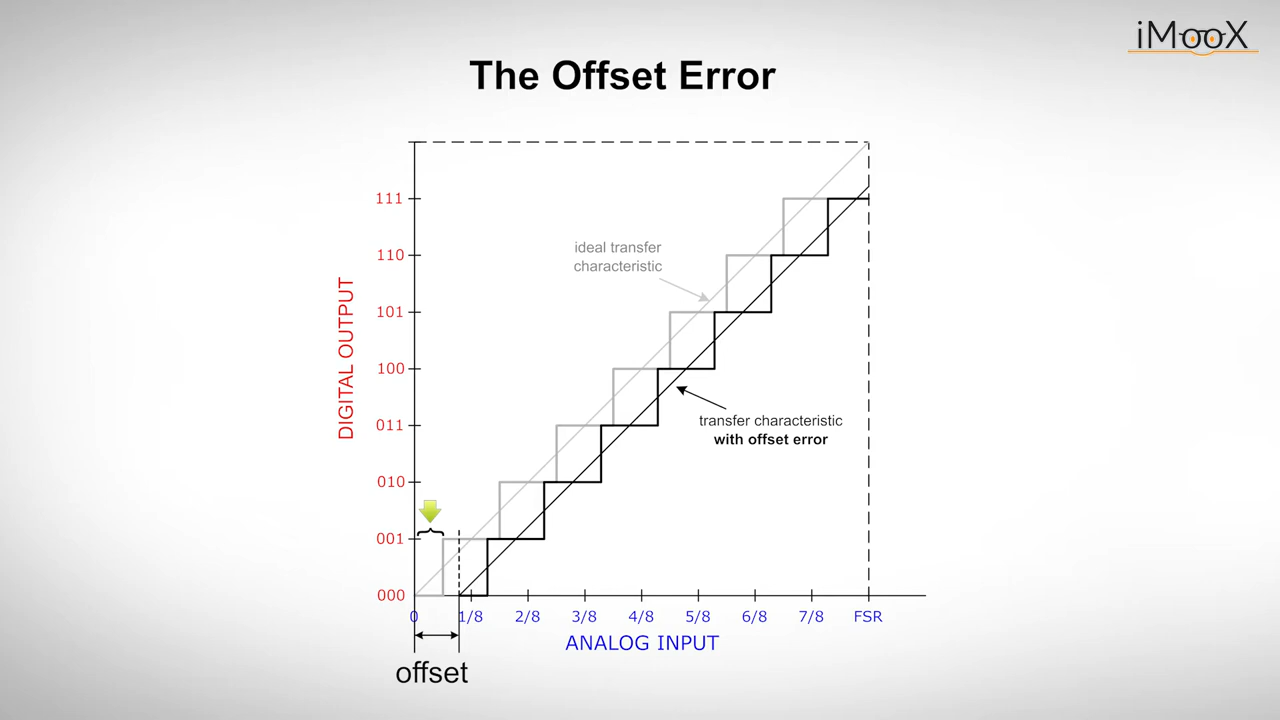 iMooX
The Offset Error
111
110
101
100
011
010
001
000
DIGITAL OUTPUT
ideal transfer
characteristic
transfer characteristic
with offset error
0
1/8
2/8
3/8
4/8
5/8
6/8
7/8
FSR
ANALOG INPUT
offset